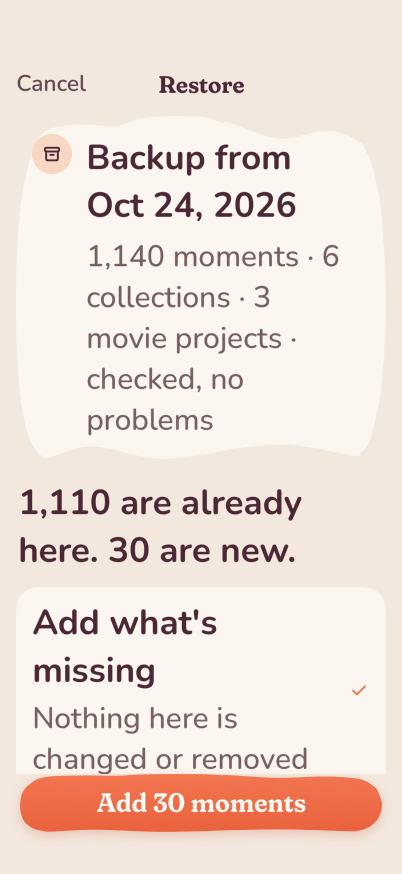 Cancel
Restore
Backup from
Oct 24, 2026
1,140 moments · 6
collections · 3
movie projects ·
checked, no
problems
1,110 are already
here. 30 are new.
Add what's
missing
Nothing here is
changed or removed
Add 30 moments